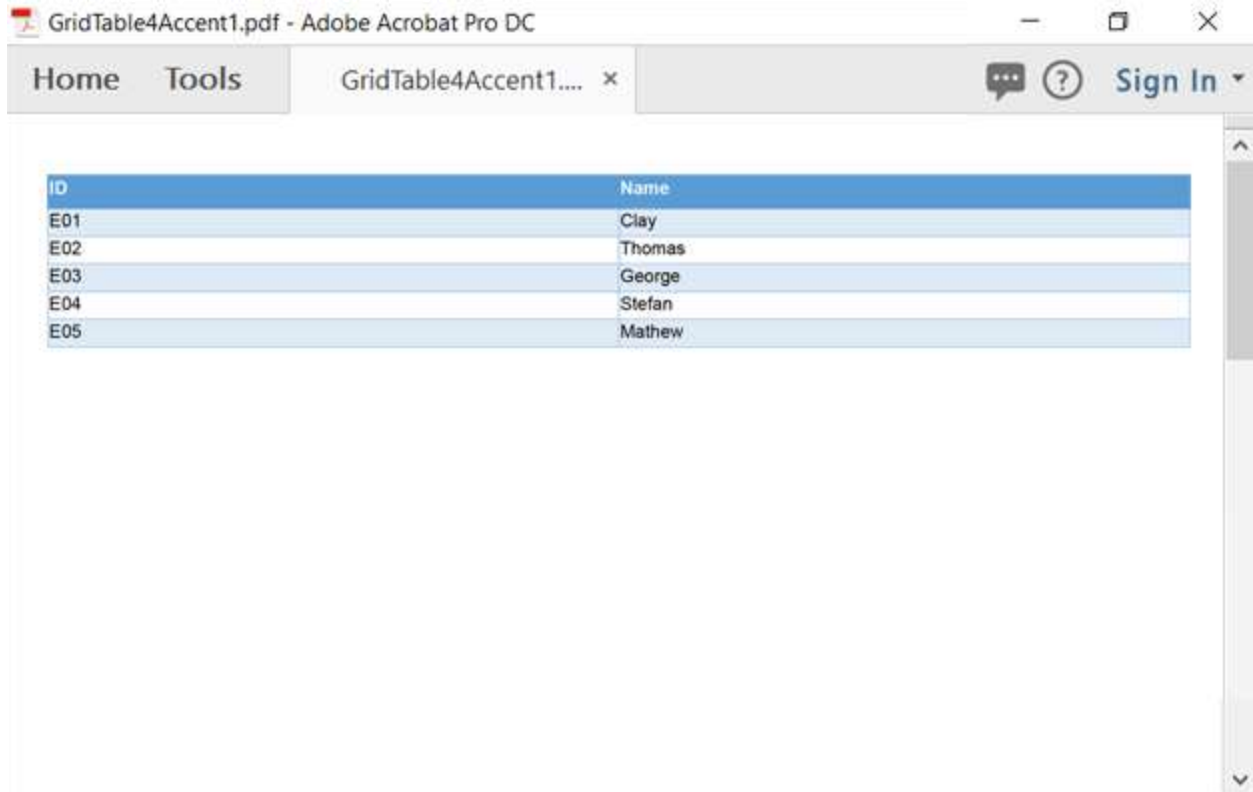 GridTable4Accent1.pdf - Adobe Acrobat Pro DC
Home Tools GridTable4Accent1.... × ? Sign In
ID Name
E01 Clay
E02 Thomas
E03 George
E04 Stefan
E05 Mathew